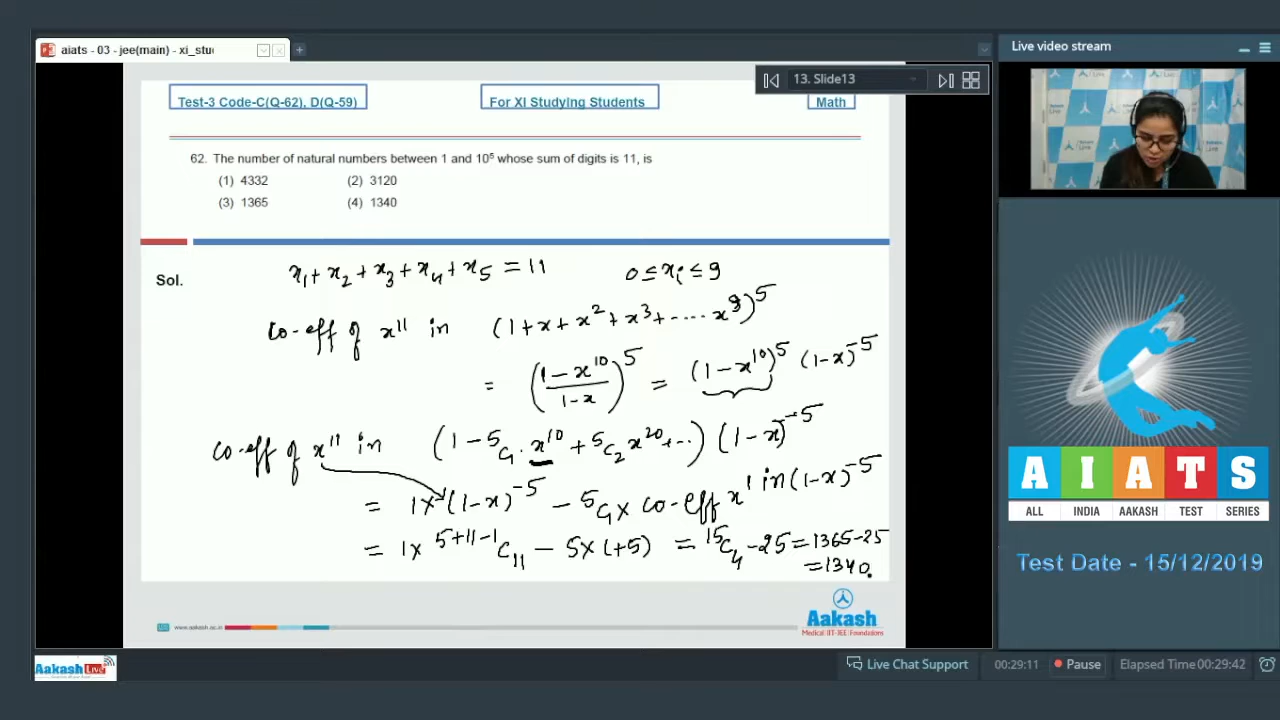 aiats - 03 - jee(main) - xi_stu
Live video stream
13. Slide13
Test-3 Code-C(Q-62), D(Q-59)
For XI Studying Students
Math
62. The number of natural numbers between 1 and 10⁵ whose sum of digits is 11, is
(1) 4332 (2) 3120
(3) 1365 (4) 1340
Sol.
x₁ + x₂ + x₃ + x₄ + x₅ = 11 0 ≤ xᵢ ≤ 9
Co-eff of x¹¹ in (1 + x + x² + x³ + .... x⁹)⁵
= ((1 - x¹⁰)/(1 - x))⁵ = (1 - x¹⁰)⁵ (1 - x)⁻⁵
Co-eff of x¹¹ in (1 - ⁵C₁ . x¹⁰ + ⁵C₂ x²⁰ + ...) (1 - x)⁻⁵
= 1 × (1 - x)⁻⁵ - ⁵C₁ × co-eff x¹ in (1 - x)⁻⁵
= 1 × ⁵⁺¹¹⁻¹C₁₁ - 5 × (+5) = ¹⁵C₄ - 25 = 1365 - 25
= 1340.
www.aakash.ac.in
Aakash
Medical|IIT-JEE|Foundations
A I A T S
ALL INDIA AAKASH TEST SERIES
Test Date - 15/12/2019
Aakash Live
Live Chat Support
00:29:11
Pause
Elapsed Time 00:29:42